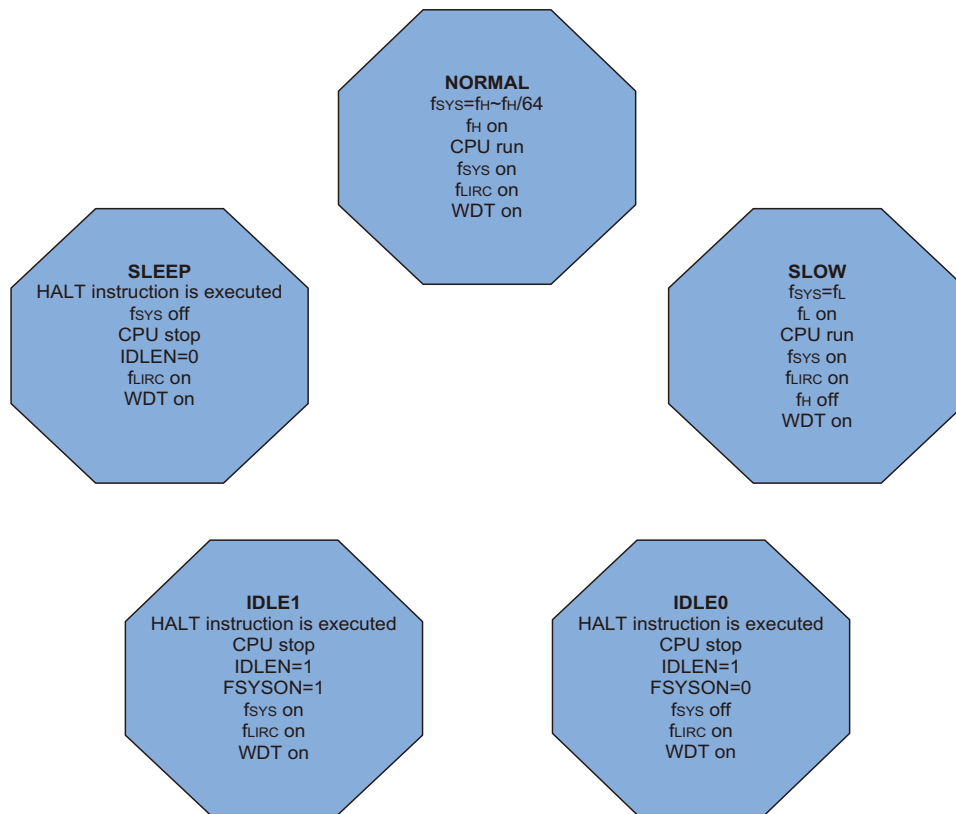 NORMAL
fSYS=fH~fH/64
fH on
CPU run
fSYS on
fLIRC on
WDT on
SLEEP
HALT instruction is executed
fSYS off
CPU stop
IDLEN=0
fLIRC on
WDT on
SLOW
fSYS=fL
fL on
CPU run
fSYS on
fLIRC on
fH off
WDT on
IDLE1
HALT instruction is executed
CPU stop
IDLEN=1
FSYSON=1
fSYS on
fLIRC on
WDT on
IDLE0
HALT instruction is executed
CPU stop
IDLEN=1
FSYSON=0
fSYS off
fLIRC on
WDT on